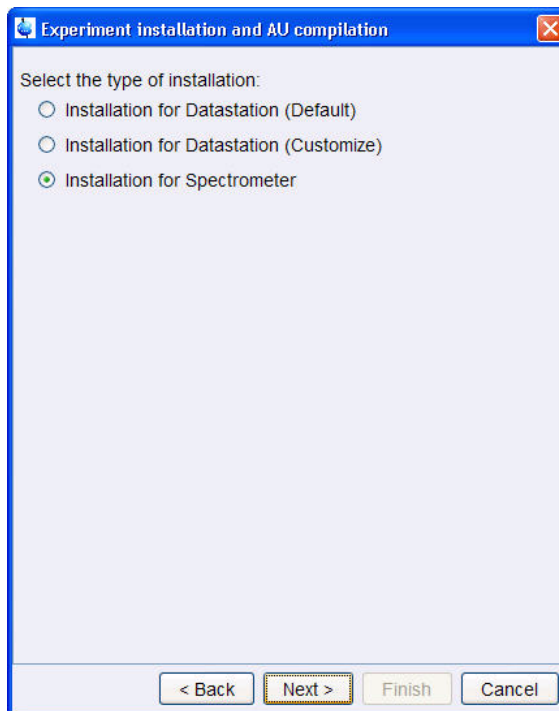 Experiment installation and AU compilation
Select the type of installation:
Installation for Datastation (Default)
Installation for Datastation (Customize)
Installation for Spectrometer
< Back Next > Finish Cancel